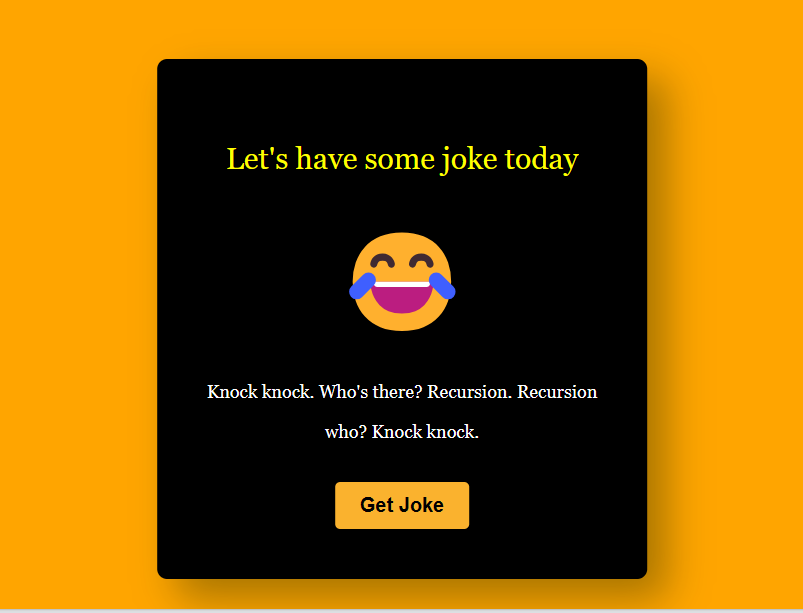 Let's have some joke today
Knock knock. Who's there? Recursion. Recursion
who? Knock knock.
Get Joke